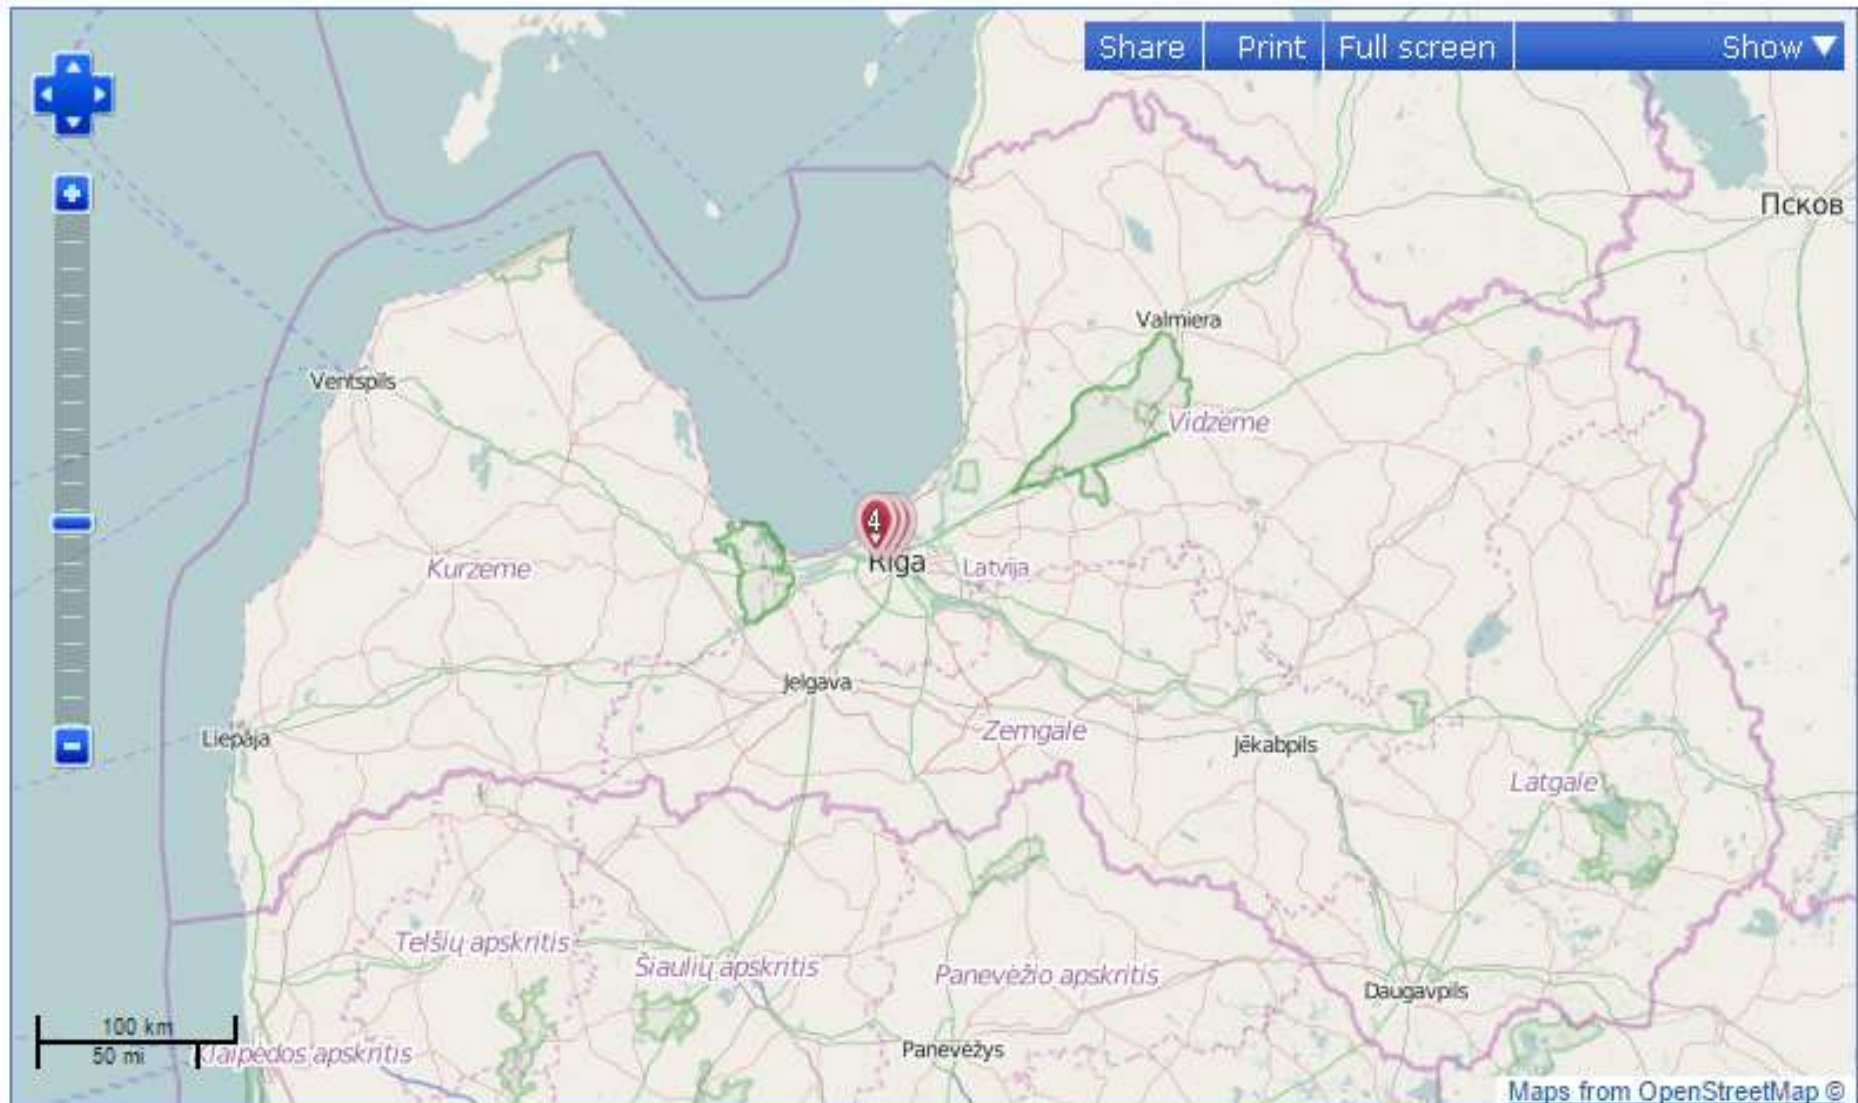 Share Print Full screen Show
Псков
Valmiera
Ventspils
Vidzeme
4
Kurzeme
Rīga
Latvija
Jelgava
Zemgale
Liepāja
Jēkabpils
Latgale
Telšių apskritis
Šiaulių apskritis
Panevėžio apskritis
Daugavpils
100 km
50 mi
Klaipėdos apskritis
Panevėžys
Maps from OpenStreetMap ©